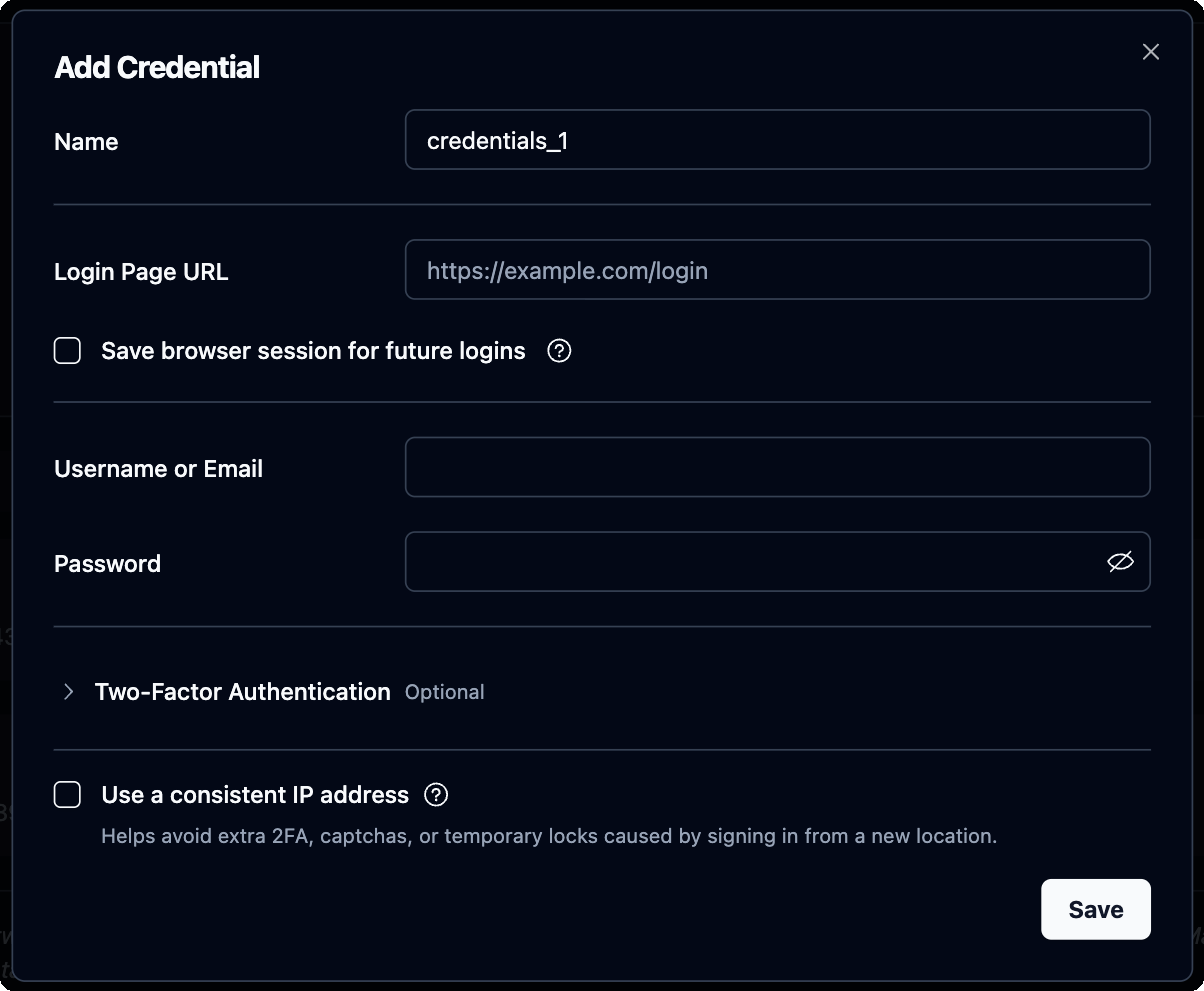 Add Credential
Name
credentials_1
Login Page URL
https://example.com/login
Save browser session for future logins
Username or Email
Password
Two-Factor Authentication Optional
Use a consistent IP address
Helps avoid extra 2FA, captchas, or temporary locks caused by signing in from a new location.
Save